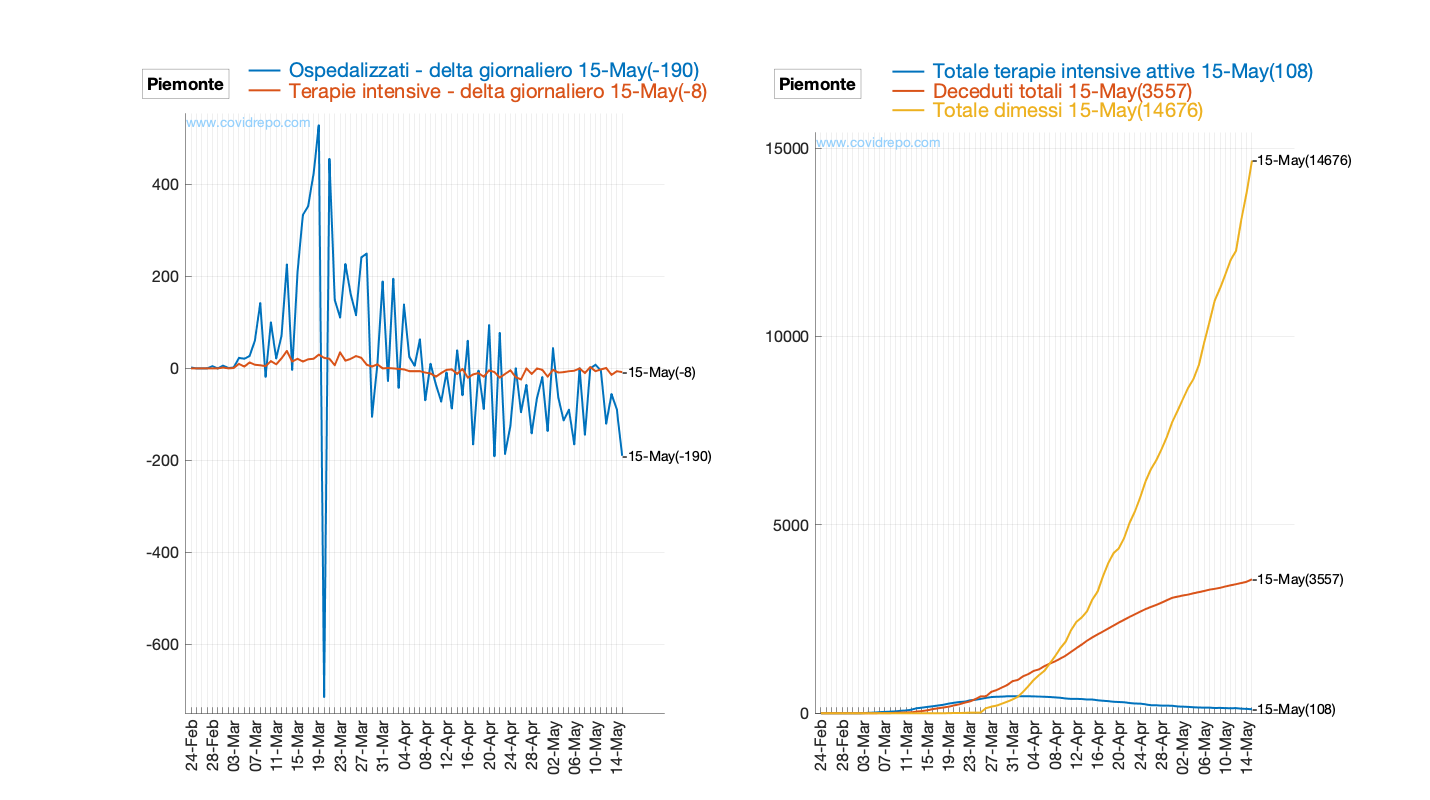 Piemonte
Ospedalizzati - delta giornaliero 15-May(-190)
Terapie intensive - delta giornaliero 15-May(-8)
www.covidrepo.com
400
200
0
-200
-400
-600
15-May(-8)
15-May(-190)
24-Feb
28-Feb
03-Mar
07-Mar
11-Mar
15-Mar
19-Mar
23-Mar
27-Mar
31-Mar
04-Apr
08-Apr
12-Apr
16-Apr
20-Apr
24-Apr
28-Apr
02-May
06-May
10-May
14-May
Piemonte
Totale terapie intensive attive 15-May(108)
Deceduti totali 15-May(3557)
Totale dimessi 15-May(14676)
www.covidrepo.com
15000
10000
5000
0
15-May(14676)
15-May(3557)
15-May(108)
24-Feb
28-Feb
03-Mar
07-Mar
11-Mar
15-Mar
19-Mar
23-Mar
27-Mar
31-Mar
04-Apr
08-Apr
12-Apr
16-Apr
20-Apr
24-Apr
28-Apr
02-May
06-May
10-May
14-May